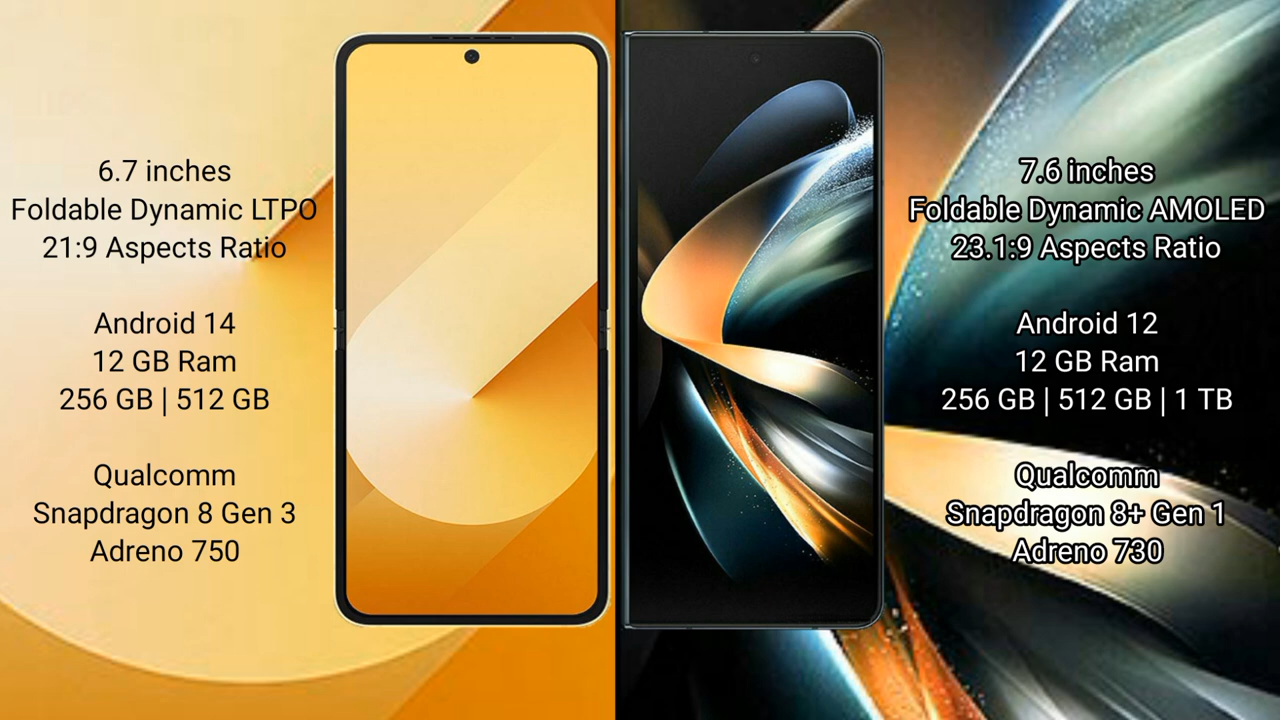 6.7 inches
Foldable Dynamic LTPO
21:9 Aspects Ratio
Android 14
12 GB Ram
256 GB | 512 GB
Qualcomm
Snapdragon 8 Gen 3
Adreno 750
7.6 inches
Foldable Dynamic AMOLED
23.1:9 Aspects Ratio
Android 12
12 GB Ram
256 GB | 512 GB | 1 TB
Qualcomm
Snapdragon 8+ Gen 1
Adreno 730